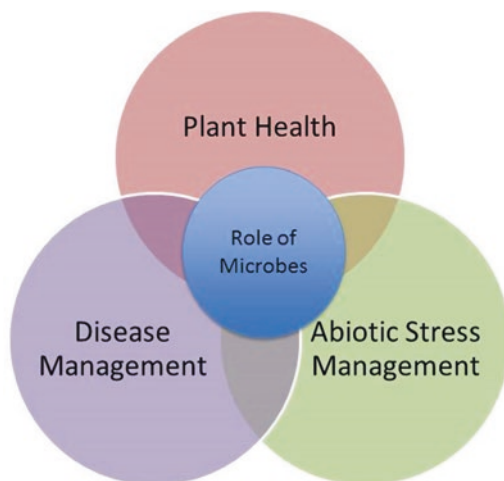 Plant Health
Role of
Microbes
Disease
Management
Abiotic Stress
Management